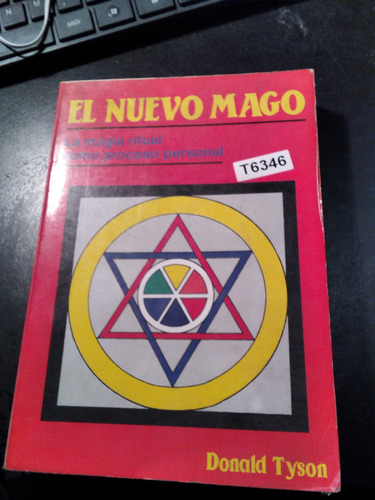 EL NUEVO MAGO
La magia ritual
como proceso personal
T6346
Donald Tyson